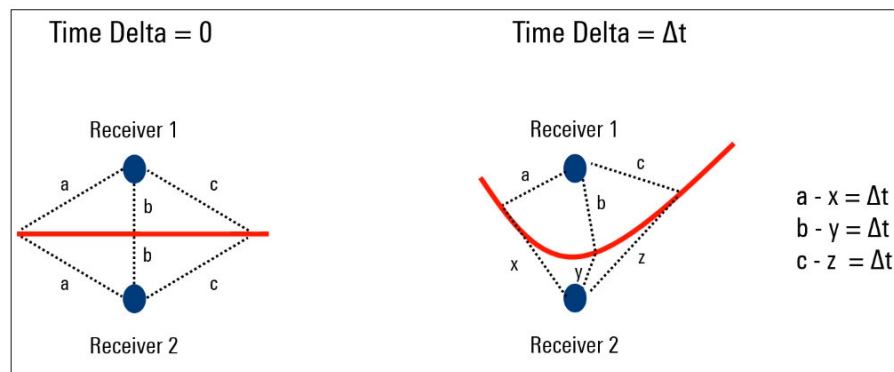 Time Delta = 0
Receiver 1
a
c
b
b
a
c
Receiver 2
Time Delta = Δt
Receiver 1
a
c
b
x
y
z
Receiver 2
a - x = Δt
b - y = Δt
c - z = Δt